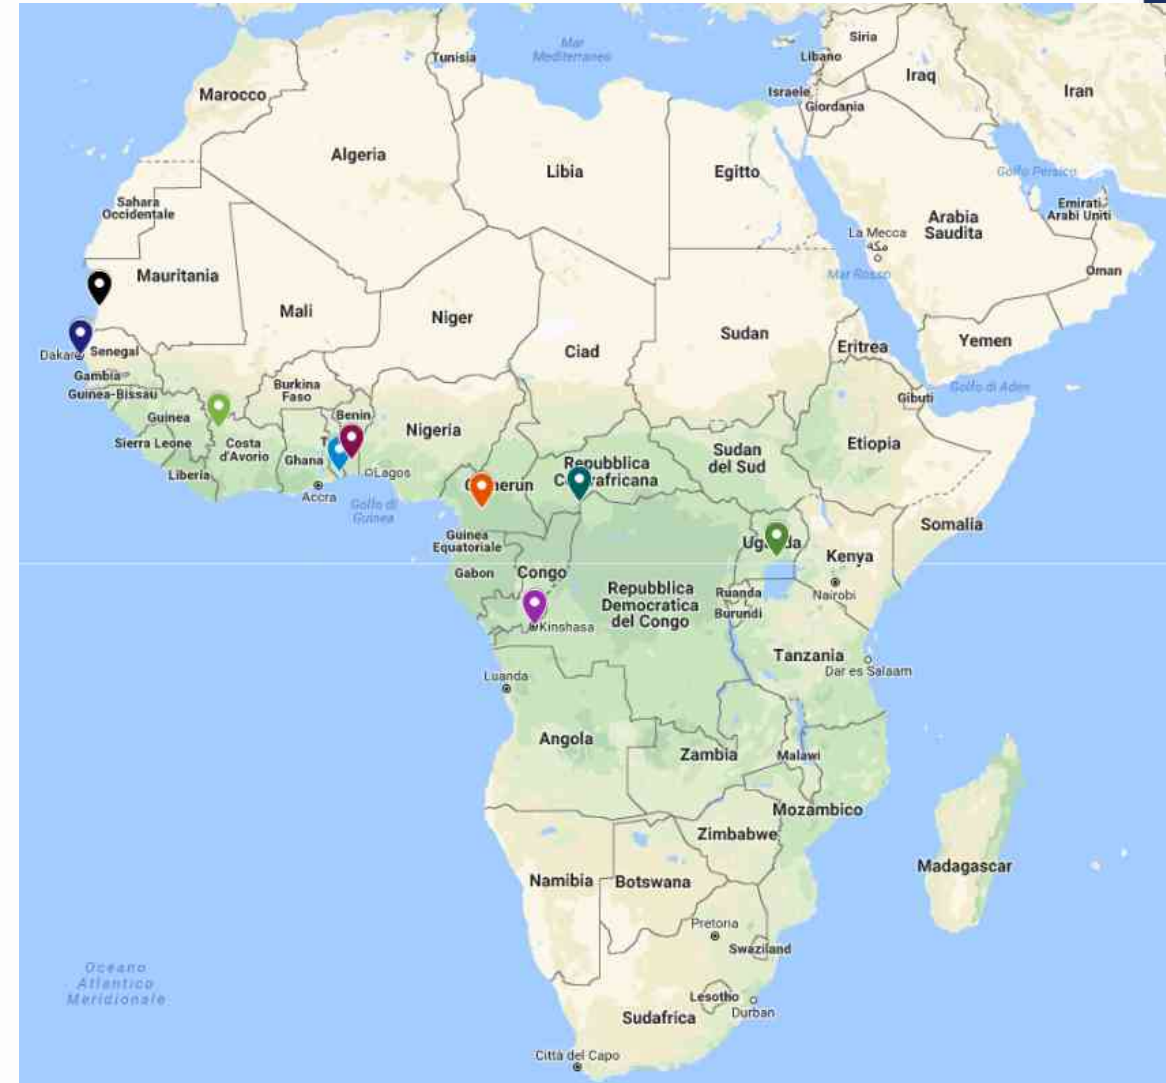 Mar
Mediterraneo
Siria
Tunisia
Libano
Iraq
Iran
Marocco
Israele
Giordania
Algeria
Libia
Egitto
Golfo Persico
Sahara
Occidentale
Emirati
Arabi Uniti
Arabia
Saudita
La Mecca
مكة
Mauritania
Mar Rosso
Oman
Mali
Niger
Sudan
Yemen
Eritrea
Ciad
Dakar
Senegal
Gambia
Guinea-Bissau
Burkina
Faso
Golfo di Aden
Gibuti
Guinea
Benin
Nigeria
Sierra Leone
Costa
d'Avorio
Ghana
Etiopia
Sudan
del Sud
Repubblica
Liberia
Lagos
Accra
Golfo di
Guinea
Somalia
Guinea
Equatoriale
Kenya
Gabon
Congo
Repubblica
Democratica
del Congo
Ruanda
Burundi
Nairobi
Kinshasa
Tanzania
Dar es Salaam
Luanda
Angola
Zambia
Malawi
Mozambico
Zimbabwe
Madagascar
Namibia
Botswana
Pretoria
Swaziland
Oceano
Atlantico
Meridionale
Lesotho
Durban
Sudafrica
Città del Capo